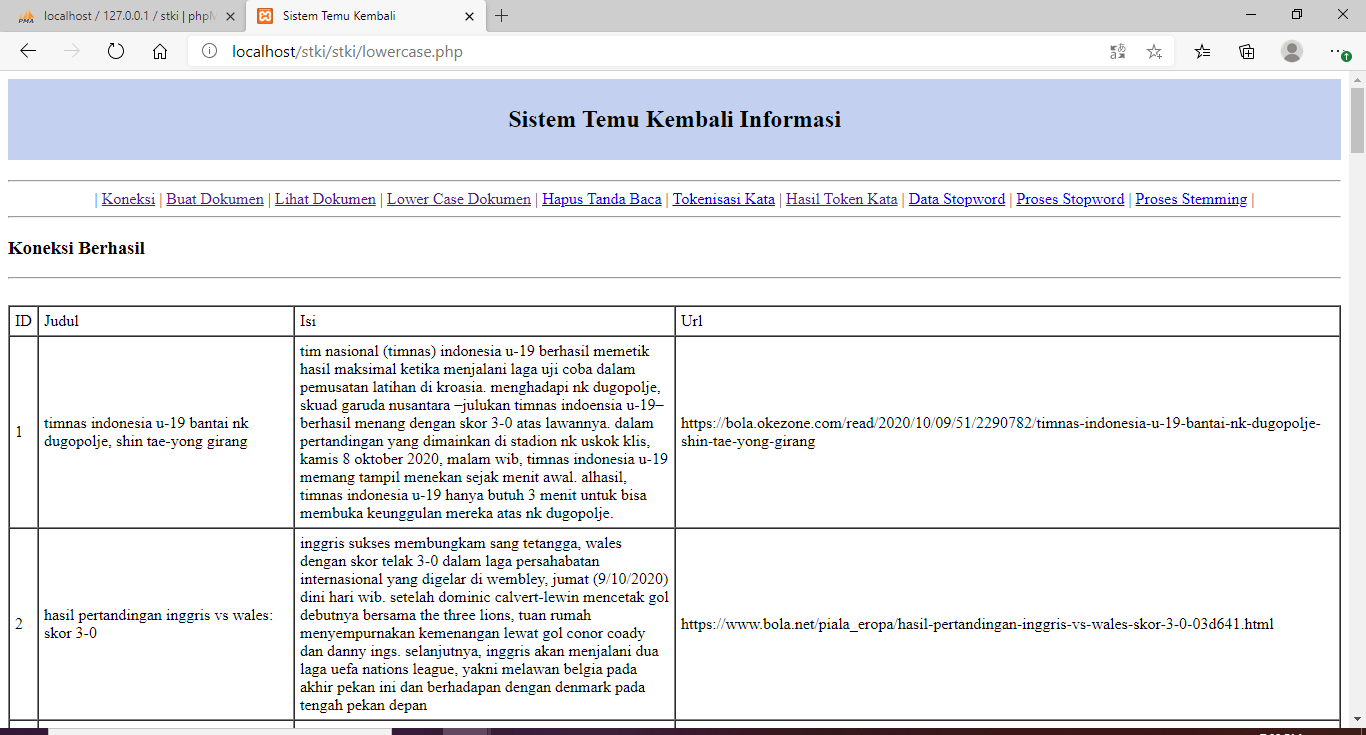 localhost / 127.0.0.1 / stki | phpM
Sistem Temu Kembali
localhost/stki/stki/lowercase.php
Sistem Temu Kembali Informasi
| Koneksi | Buat Dokumen | Lihat Dokumen | Lower Case Dokumen | Hapus Tanda Baca | Tokenisasi Kata | Hasil Token Kata | Data Stopword | Proses Stopword | Proses Stemming |
Koneksi Berhasil
ID Judul Isi Url
1
timnas indonesia u-19 bantai nk
dugopolje, shin tae-yong girang
tim nasional (timnas) indonesia u-19 berhasil memetik
hasil maksimal ketika menjalani laga uji coba dalam
pemusatan latihan di kroasia. menghadapi nk dugopolje,
skuad garuda nusantara –julukan timnas indoensia u-19–
berhasil menang dengan skor 3-0 atas lawannya. dalam
pertandingan yang dimainkan di stadion nk uskok klis,
kamis 8 oktober 2020, malam wib, timnas indonesia u-19
memang tampil menekan sejak menit awal. alhasil,
timnas indonesia u-19 hanya butuh 3 menit untuk bisa
membuka keunggulan mereka atas nk dugopolje.
https://bola.okezone.com/read/2020/10/09/51/2290782/timnas-indonesia-u-19-bantai-nk-dugopolje-
shin-tae-yong-girang
2
hasil pertandingan inggris vs wales:
skor 3-0
inggris sukses membungkam sang tetangga, wales
dengan skor telak 3-0 dalam laga persahabatan
internasional yang digelar di wembley, jumat (9/10/2020)
dini hari wib. setelah dominic calvert-lewin mencetak gol
debutnya bersama the three lions, tuan rumah
menyempurnakan kemenangan lewat gol conor coady
dan danny ings. selanjutnya, inggris akan menjalani dua
laga uefa nations league, yakni melawan belgia pada
akhir pekan ini dan berhadapan dengan denmark pada
tengah pekan depan
https://www.bola.net/piala_eropa/hasil-pertandingan-inggris-vs-wales-skor-3-0-03d641.html